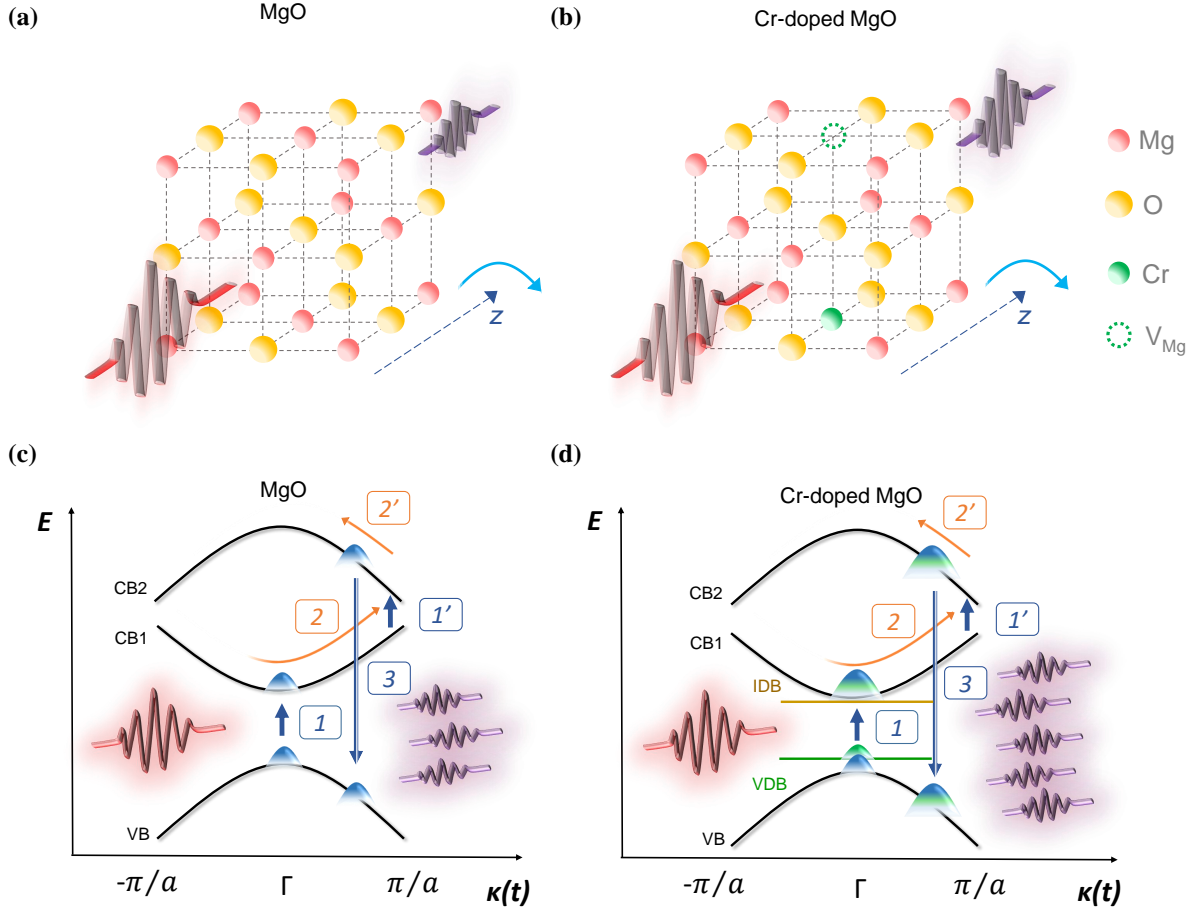 (a)
MgO
z
(b)
Cr-doped MgO
z
Mg
O
Cr
V_Mg
(c)
MgO
E
2′
CB2
2
1′
CB1
3
1
VB
-π/a
Γ
π/a
κ(t)
(d)
Cr-doped MgO
E
2′
CB2
2
1′
CB1
IDB
3
1
VDB
VB
-π/a
Γ
π/a
κ(t)